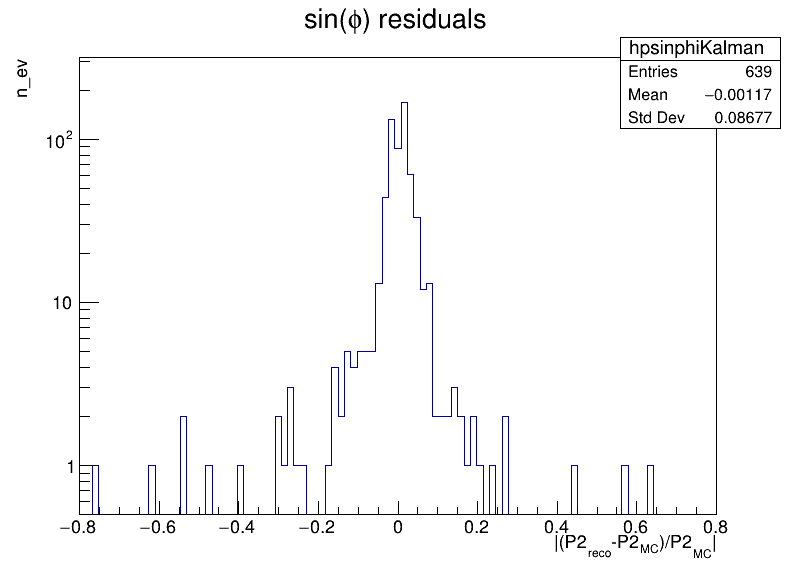 sin(ϕ) residuals
hpsinphiKalman
Entries 639
Mean −0.00117
Std Dev 0.08677
n_ev
10²
10
1
−0.8 −0.6 −0.4 −0.2 0 0.2 0.4 0.6 0.8
|(P2reco-P2MC)/P2MC|